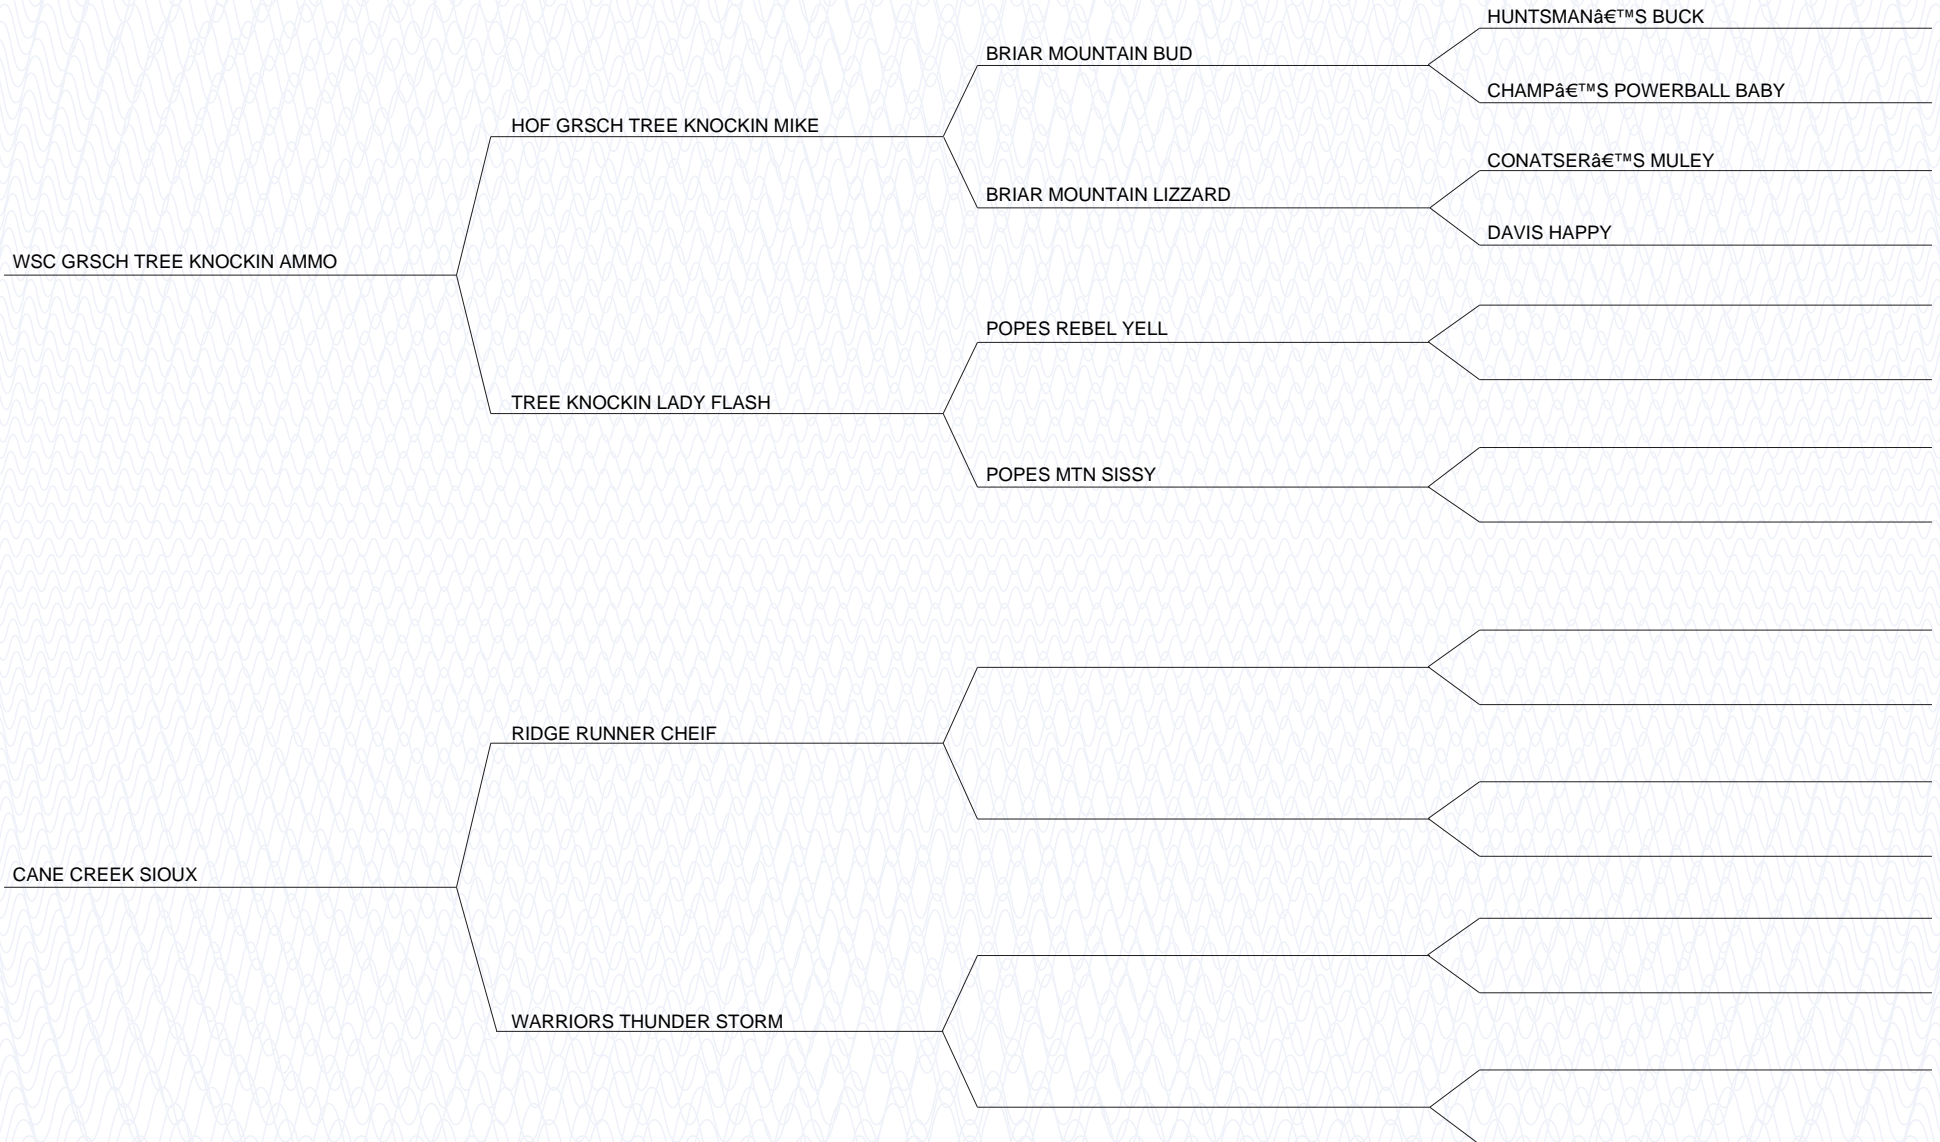 HUNTSMANâ€™S BUCK
BRIAR MOUNTAIN BUD
CHAMPâ€™S POWERBALL BABY
HOF GRSCH TREE KNOCKIN MIKE
CONATSERâ€™S MULEY
BRIAR MOUNTAIN LIZZARD
DAVIS HAPPY
WSC GRSCH TREE KNOCKIN AMMO
POPES REBEL YELL
TREE KNOCKIN LADY FLASH
POPES MTN SISSY
RIDGE RUNNER CHEIF
CANE CREEK SIOUX
WARRIORS THUNDER STORM